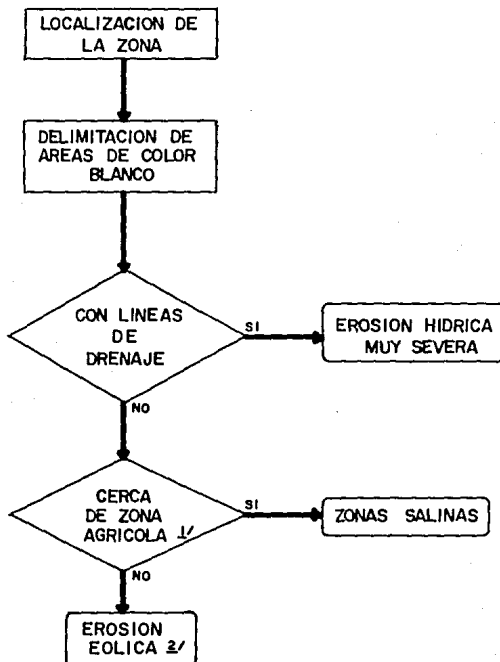 LOCALIZACION DE
LA ZONA
DELIMITACION DE
AREAS DE COLOR
BLANCO
CON LINEAS
DE
DRENAJE
SI
EROSION HIDRICA
MUY SEVERA
NO
CERCA
DE ZONA
AGRICOLA 1/
SI
ZONAS SALINAS
NO
EROSION
EOLICA 2/